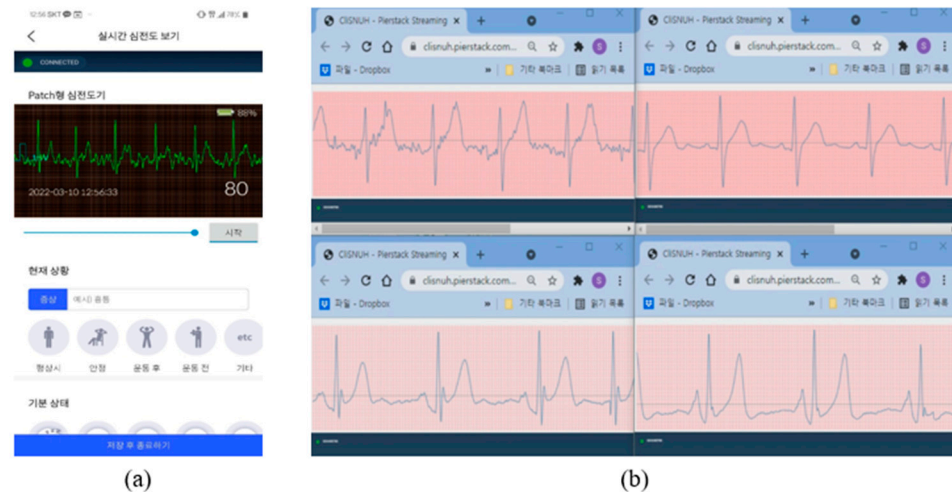 12:56 SKT
78%
실시간 심전도 보기
CONNECTED
Patch형 심전도기
88%
2022-03-10 12:56:33
80
시작
현재 상황
증상 예시) 흉통
etc
평상시 안정 운동 후 운동 전 기타
기분 상태
저장 후 종료하기
(a)
CliSNUH - Pierstack Streaming
clisnuh.pierstack.com...
S
파일 - Dropbox » 기타 북마크 읽기 목록
CliSNUH - Pierstack Streaming
clisnuh.pierstack.com...
S
파일 - Dropbox » 기타 북마크 읽기 목록
CliSNUH - Pierstack Streaming
clisnuh.pierstack.com...
S
파일 - Dropbox » 기타 북마크 읽기 목록
CliSNUH - Pierstack Streaming
clisnuh.pierstack.com...
S
파일 - Dropbox » 기타 북마크 읽기 목록
(b)